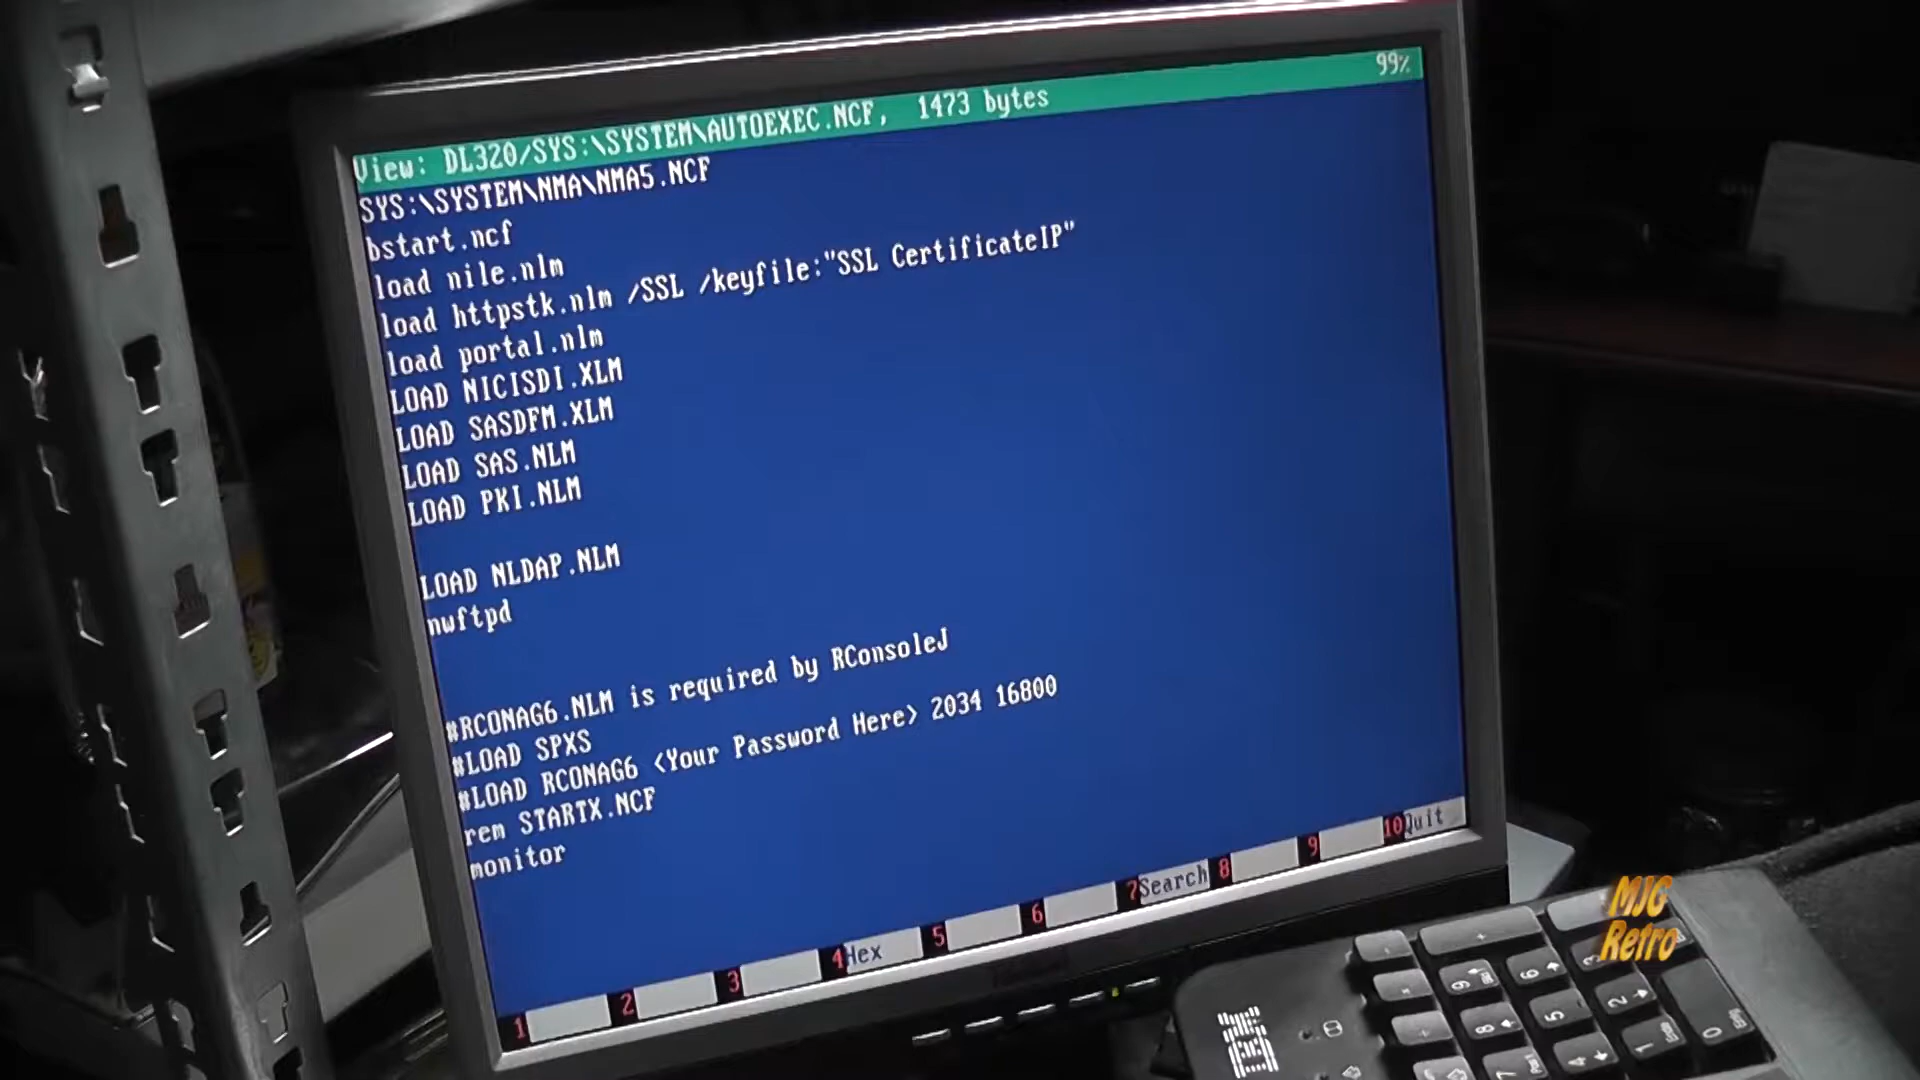 View: DL320/SYS:\SYSTEM\AUTOEXEC.NCF, 1473 bytes 99%
SYS:\SYSTEM\NMA\NMA5.NCF
bstart.ncf
load nile.nlm
load httpstk.nlm /SSL /keyfile:"SSL CertificateIP"
load portal.nlm
LOAD NICISDI.XLM
LOAD SASDFM.XLM
LOAD SAS.NLM
LOAD PKI.NLM
LOAD NLDAP.NLM
nwftpd
#RCONAG6.NLM is required by RConsoleJ
#LOAD SPXS
#LOAD RCONAG6 <Your Password Here> 2034 16800
rem STARTX.NCF
monitor
1 2 3 4Hex 5 6 7Search 8 9 10Quit
MJG
Retro
IBM